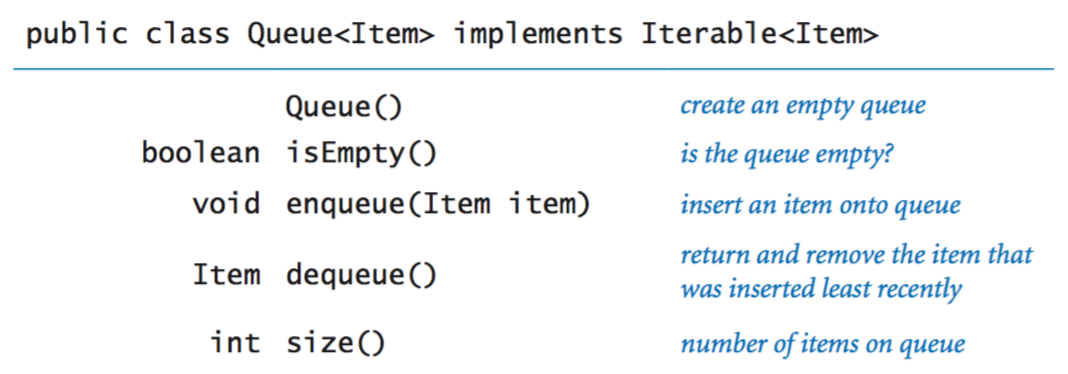 public class Queue<Item> implements Iterable<Item>
Queue() create an empty queue
boolean isEmpty() is the queue empty?
void enqueue(Item item) insert an item onto queue
Item dequeue() return and remove the item that
was inserted least recently
int size() number of items on queue